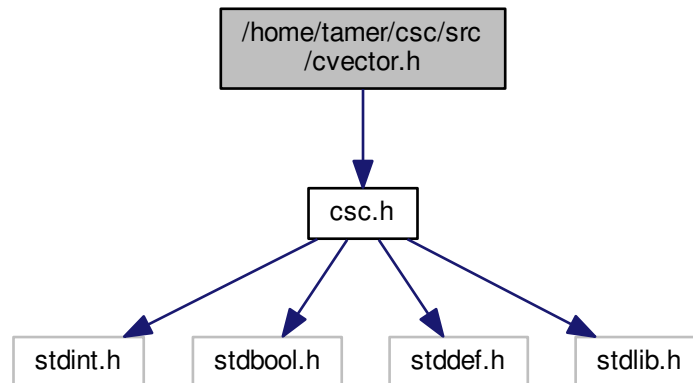 /home/tamer/csc/src
/cvector.h
csc.h
stdint.h
stdbool.h
stddef.h
stdlib.h